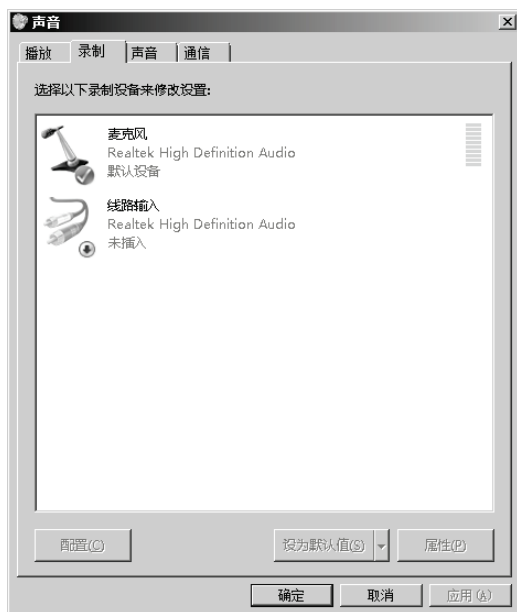 声音
播放 录制 声音 通信
选择以下录制设备来修改设置:
麦克风
Realtek High Definition Audio
默认设备
线路输入
Realtek High Definition Audio
未插入
配置(C) 设为默认值(S) 属性(P)
确定 取消 应用(A)